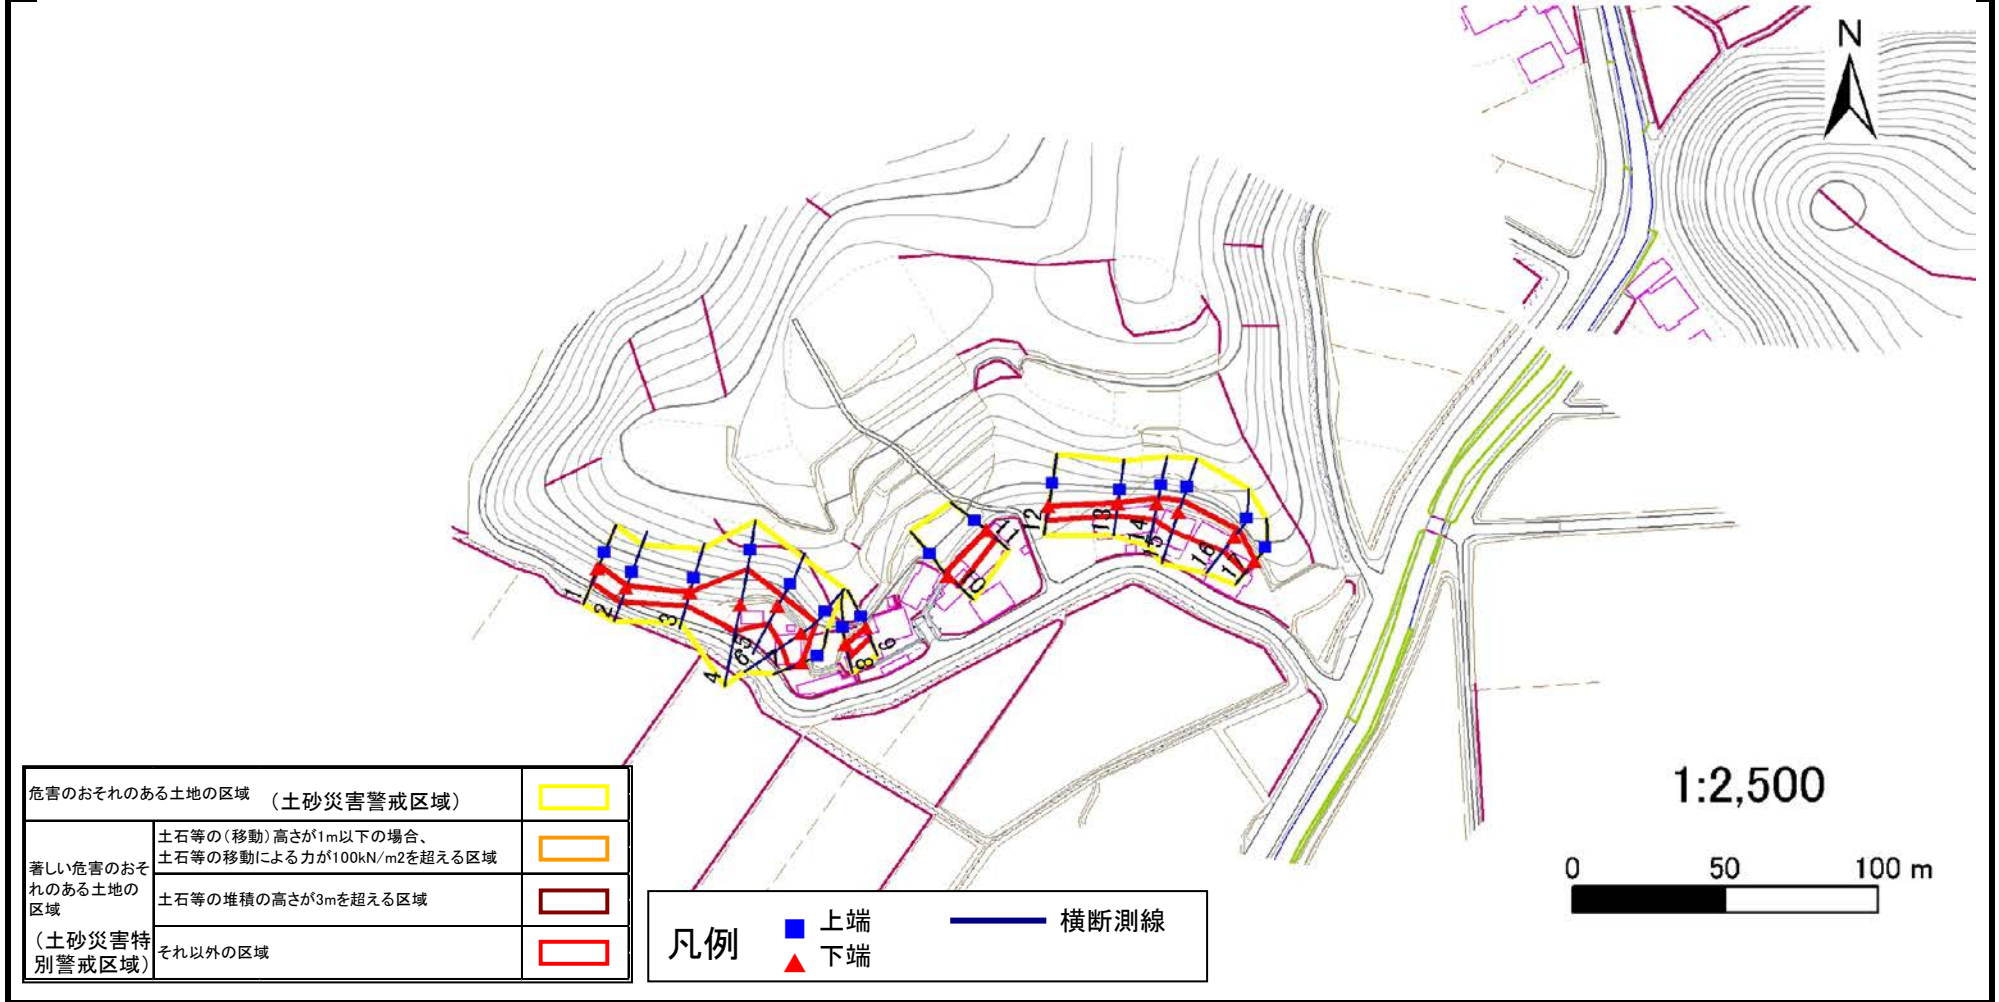 N
1
2
3
4
5
6
8
9
10
11
12
13
14
15
16
17
1:2,500
0 50 100 m
危害のおそれのある土地の区域 (土砂災害警戒区域)
著しい危害のおそ
れのある土地の
区域
(土砂災害特
別警戒区域)
土石等の(移動)高さが1m以下の場合、
土石等の移動による力が100kN/m2を超える区域
土石等の堆積の高さが3mを超える区域
それ以外の区域
凡例
上端
下端
横断測線